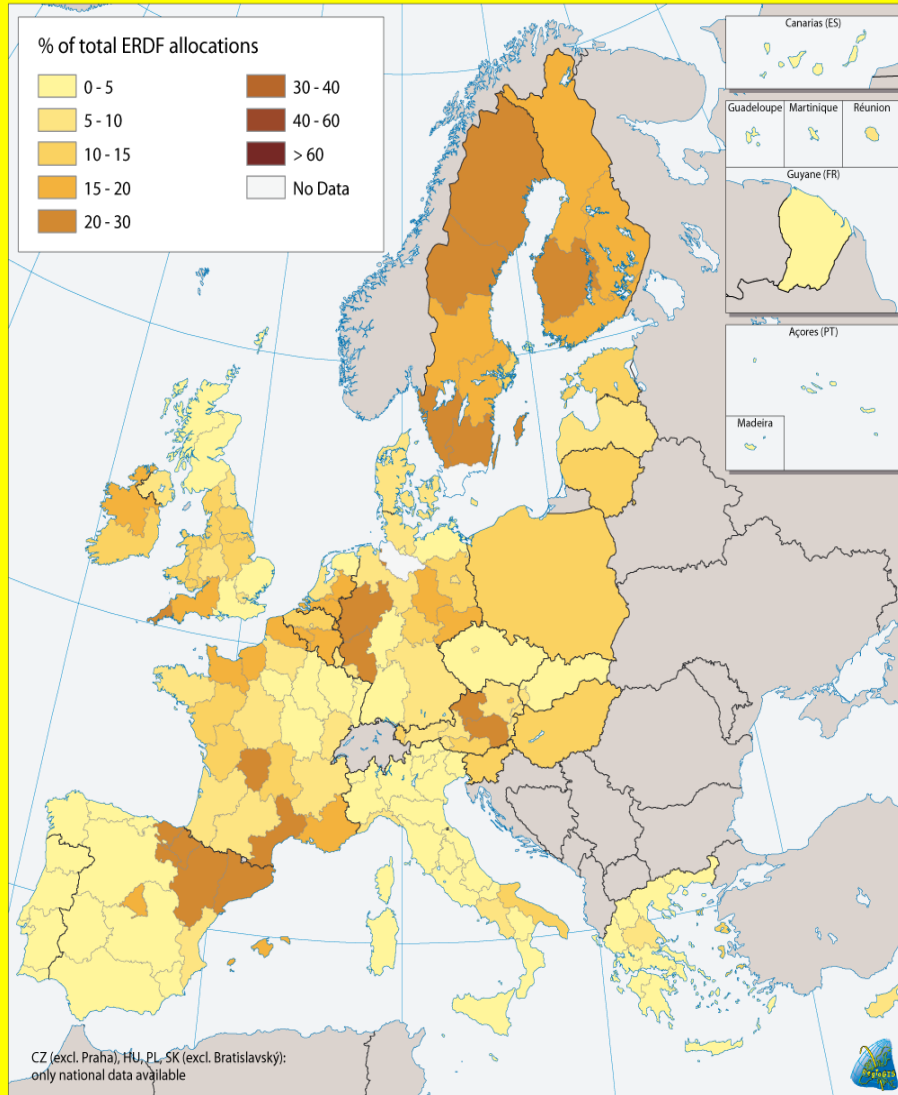 % of total ERDF allocations
0 - 5
5 - 10
10 - 15
15 - 20
20 - 30
30 - 40
40 - 60
> 60
No Data
Canarias (ES)
Guadeloupe
Martinique
Réunion
Guyane (FR)
Açores (PT)
Madeira
CZ (excl. Praha), HU, PL, SK (excl. Bratislavský):
only national data available
RegioGIS